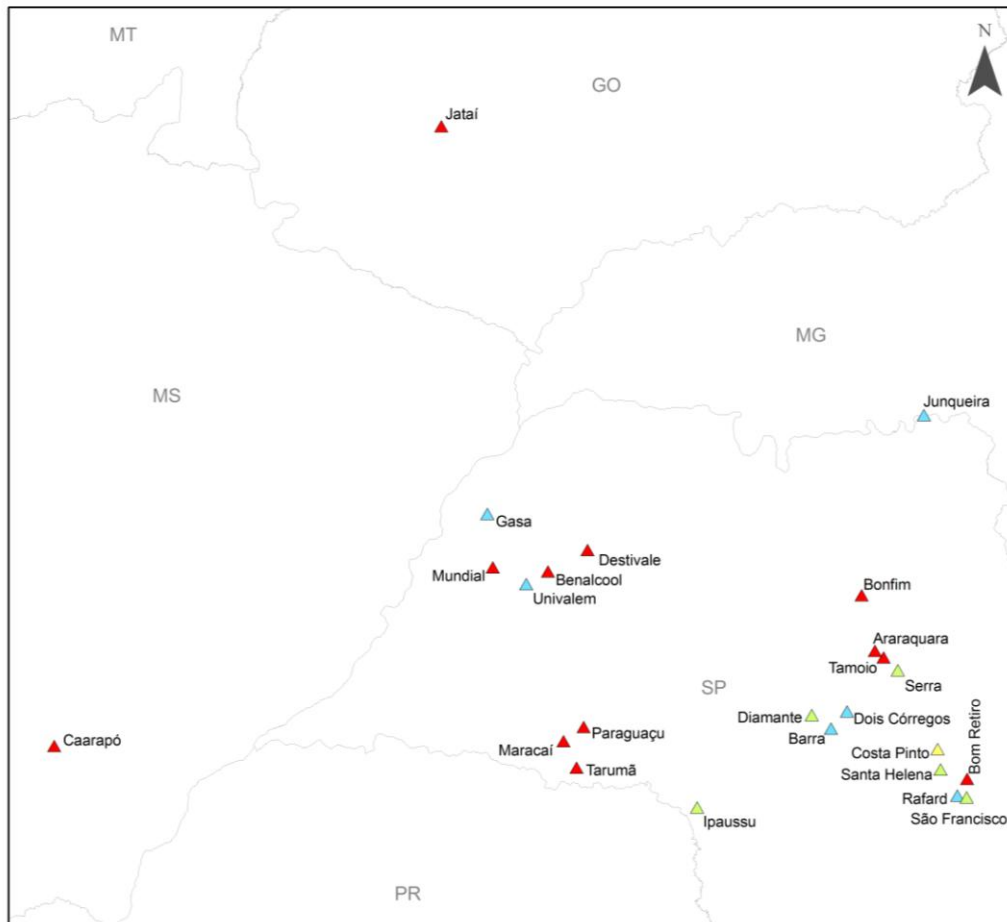 MT
N
GO
Jataí
MG
MS
Junqueira
Gasa
Destivale
Mundial
Benalcool
Univalem
Bonfim
Araraquara
Tamoio
Serra
SP
Diamante
Dois Córregos
Paraguaçu
Barra
Caarapó
Maracaí
Costa Pinto
Bom Retiro
Tarumã
Santa Helena
Rafard
Ipaussu
São Francisco
PR